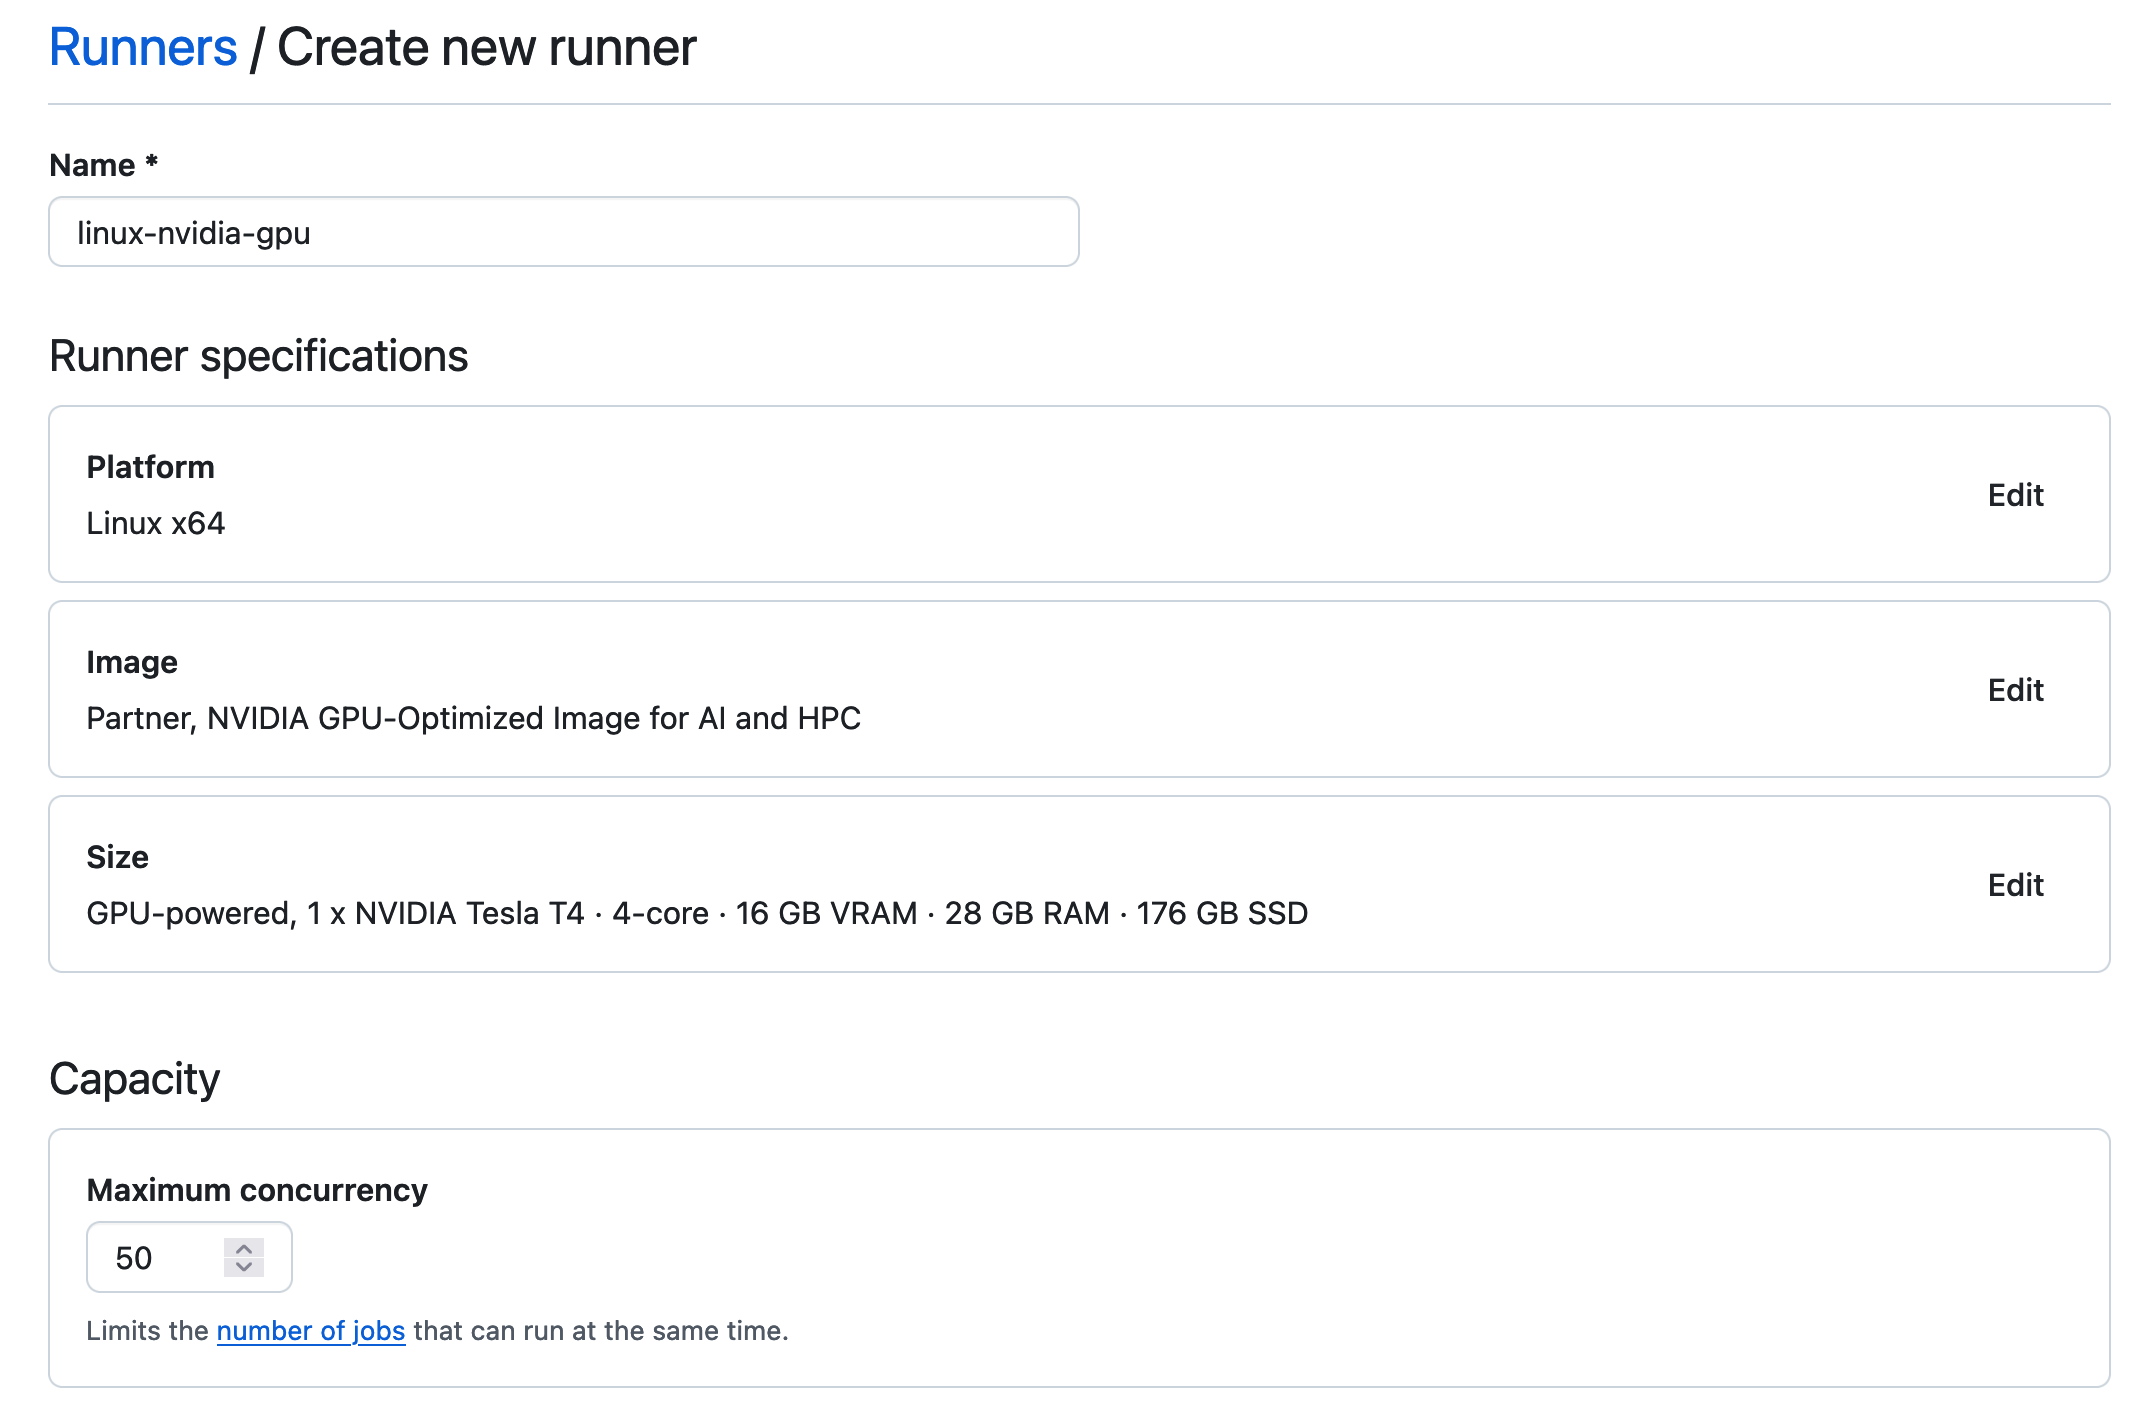 Runners / Create new runner
Name *
linux-nvidia-gpu
Runner specifications
Platform
Linux x64
Edit
Image
Partner, NVIDIA GPU-Optimized Image for AI and HPC
Edit
Size
GPU-powered, 1 x NVIDIA Tesla T4 · 4-core · 16 GB VRAM · 28 GB RAM · 176 GB SSD
Edit
Capacity
Maximum concurrency
50
Limits the number of jobs that can run at the same time.